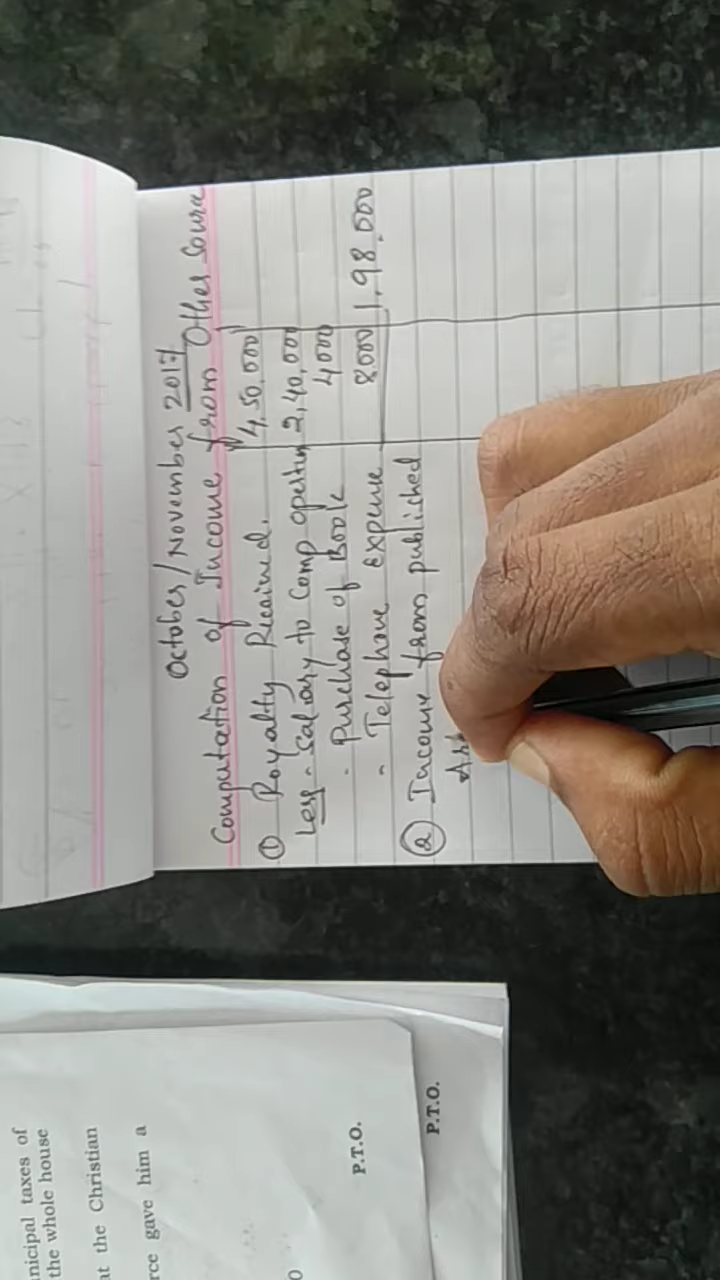 October/November 2017
Computation of Income from Other Source
① Royalty Received. 4,50,000
Less - Salary to Comp opertin 2,40,000
- Purchase of Book 4000
- Telephone Expense 8000 1,98,000
② Income from published
nicipal taxes of
the whole house
at the Christian
rce gave him a
0
P.T.O.
P.T.O.